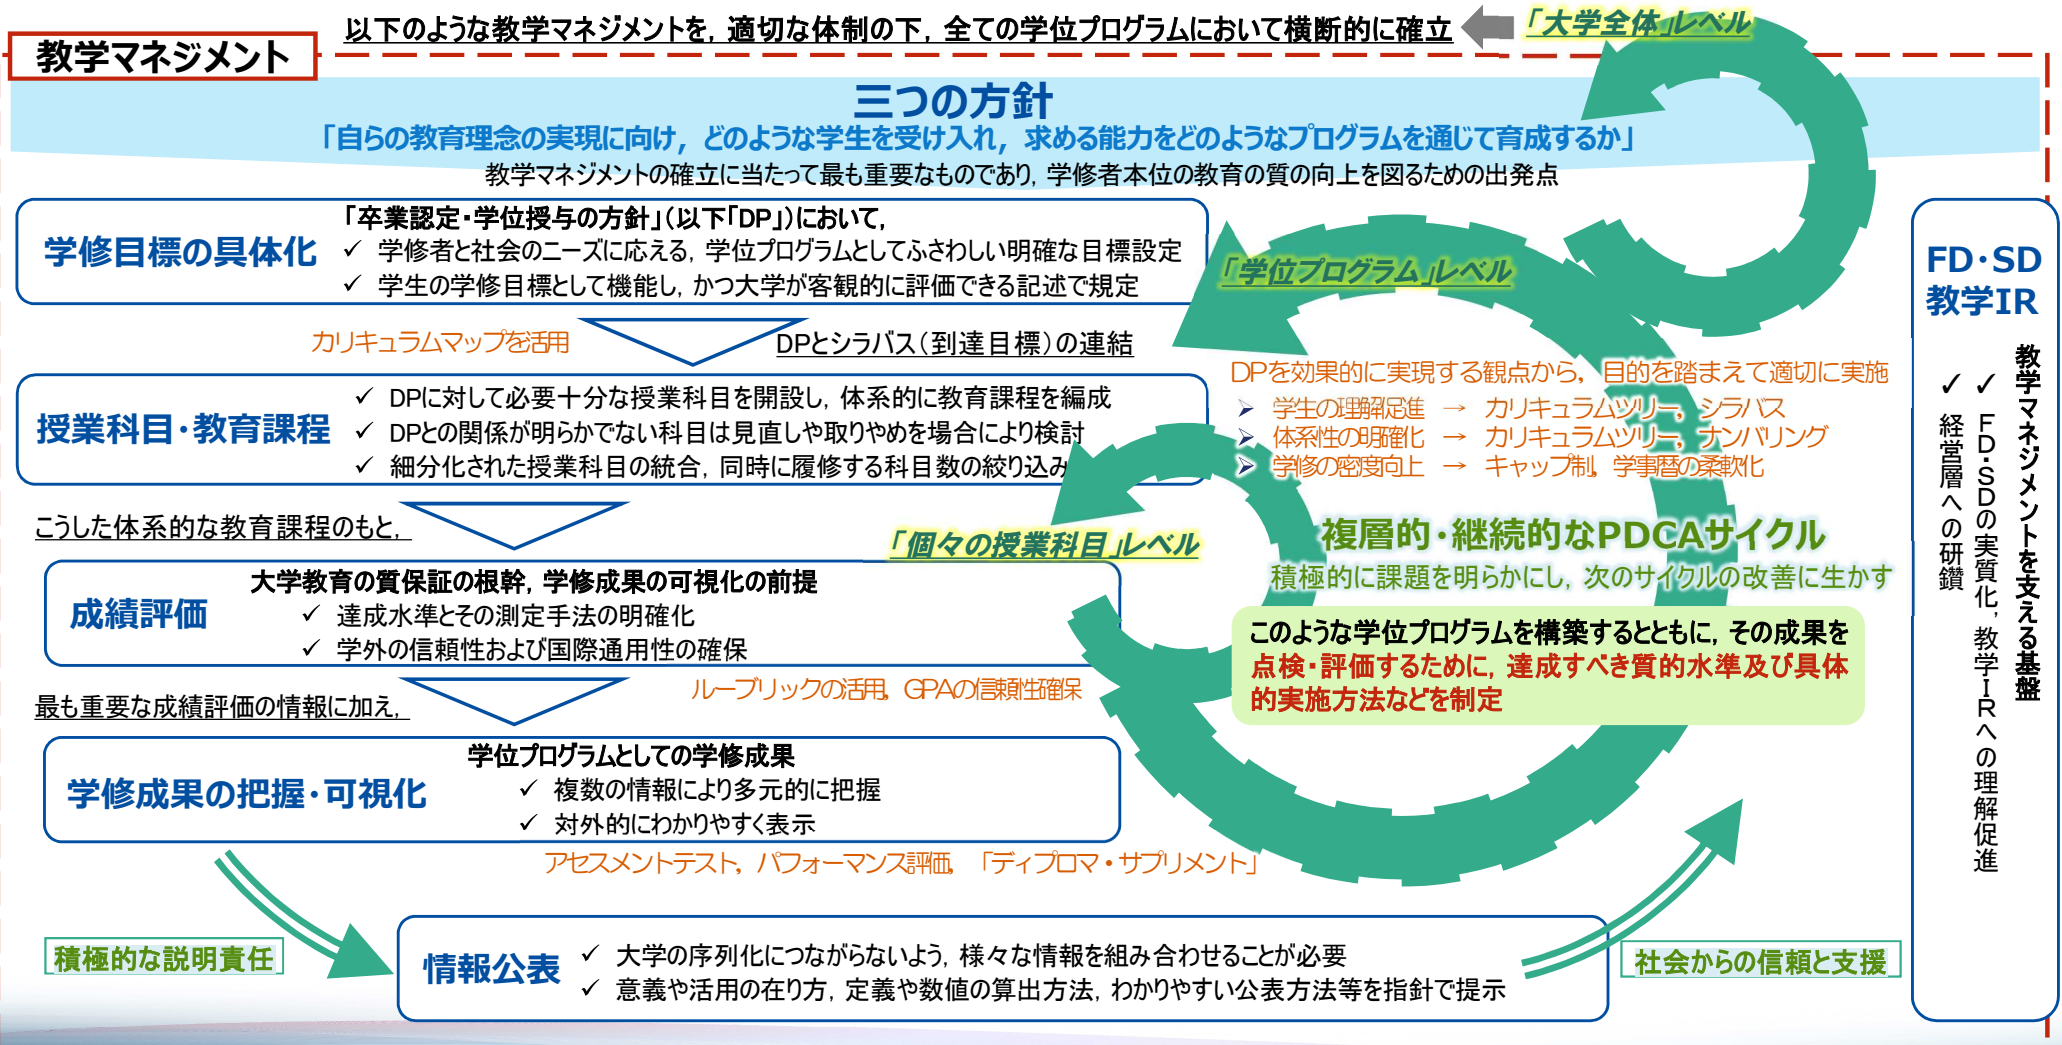 以下のような教学マネジメントを，適切な体制の下，全ての学位プログラムにおいて横断的に確立
「大学全体」レベル
教学マネジメント
三つの方針
「自らの教育理念の実現に向け，どのような学生を受け入れ，求める能力をどのようなプログラムを通じて育成するか」
教学マネジメントの確立に当たって最も重要なものであり，学修者本位の教育の質の向上を図るための出発点
学修目標の具体化
「卒業認定・学位授与の方針」（以下「DP」）において，
✓ 学修者と社会のニーズに応える，学位プログラムとしてふさわしい明確な目標設定
✓ 学生の学修目標として機能し，かつ大学が客観的に評価できる記述で規定
「学位プログラム」レベル
カリキュラムマップを活用
DPとシラバス（到達目標）の連結
授業科目・教育課程
✓ DPに対して必要十分な授業科目を開設し，体系的に教育課程を編成
✓ DPとの関係が明らかでない科目は見直しや取りやめを場合により検討
✓ 細分化された授業科目の統合，同時に履修する科目数の絞り込み
DPを効果的に実現する観点から，目的を踏まえて適切に実施
➢ 学生の理解促進 → カリキュラムツリー，シラバス
➢ 体系性の明確化 → カリキュラムツリー，ナンバリング
➢ 学修の密度向上 → キャップ制，学事暦の柔軟化
こうした体系的な教育課程のもと，
「個々の授業科目」レベル
複層的・継続的なPDCAサイクル
積極的に課題を明らかにし，次のサイクルの改善に生かす
成績評価
大学教育の質保証の根幹，学修成果の可視化の前提
✓ 達成水準とその測定手法の明確化
✓ 学外の信頼性および国際通用性の確保
このような学位プログラムを構築するとともに，その成果を
点検・評価するために，達成すべき質的水準及び具体
的実施方法などを制定
ルーブリックの活用，GPAの信頼性確保
最も重要な成績評価の情報に加え，
学修成果の把握・可視化
学位プログラムとしての学修成果
✓ 複数の情報により多元的に把握
✓ 対外的にわかりやすく表示
アセスメントテスト，パフォーマンス評価，「ディプロマ・サプリメント」
積極的な説明責任
情報公表
✓ 大学の序列化につながらないよう，様々な情報を組み合わせることが必要
✓ 意義や活用の在り方，定義や数値の算出方法，わかりやすい公表方法等を指針で提示
社会からの信頼と支援
FD・SD
教学IR
教学マネジメントを支える基盤
✓ FD・SDの実質化，教学IRへの理解促進
✓ 経営層への研鑽